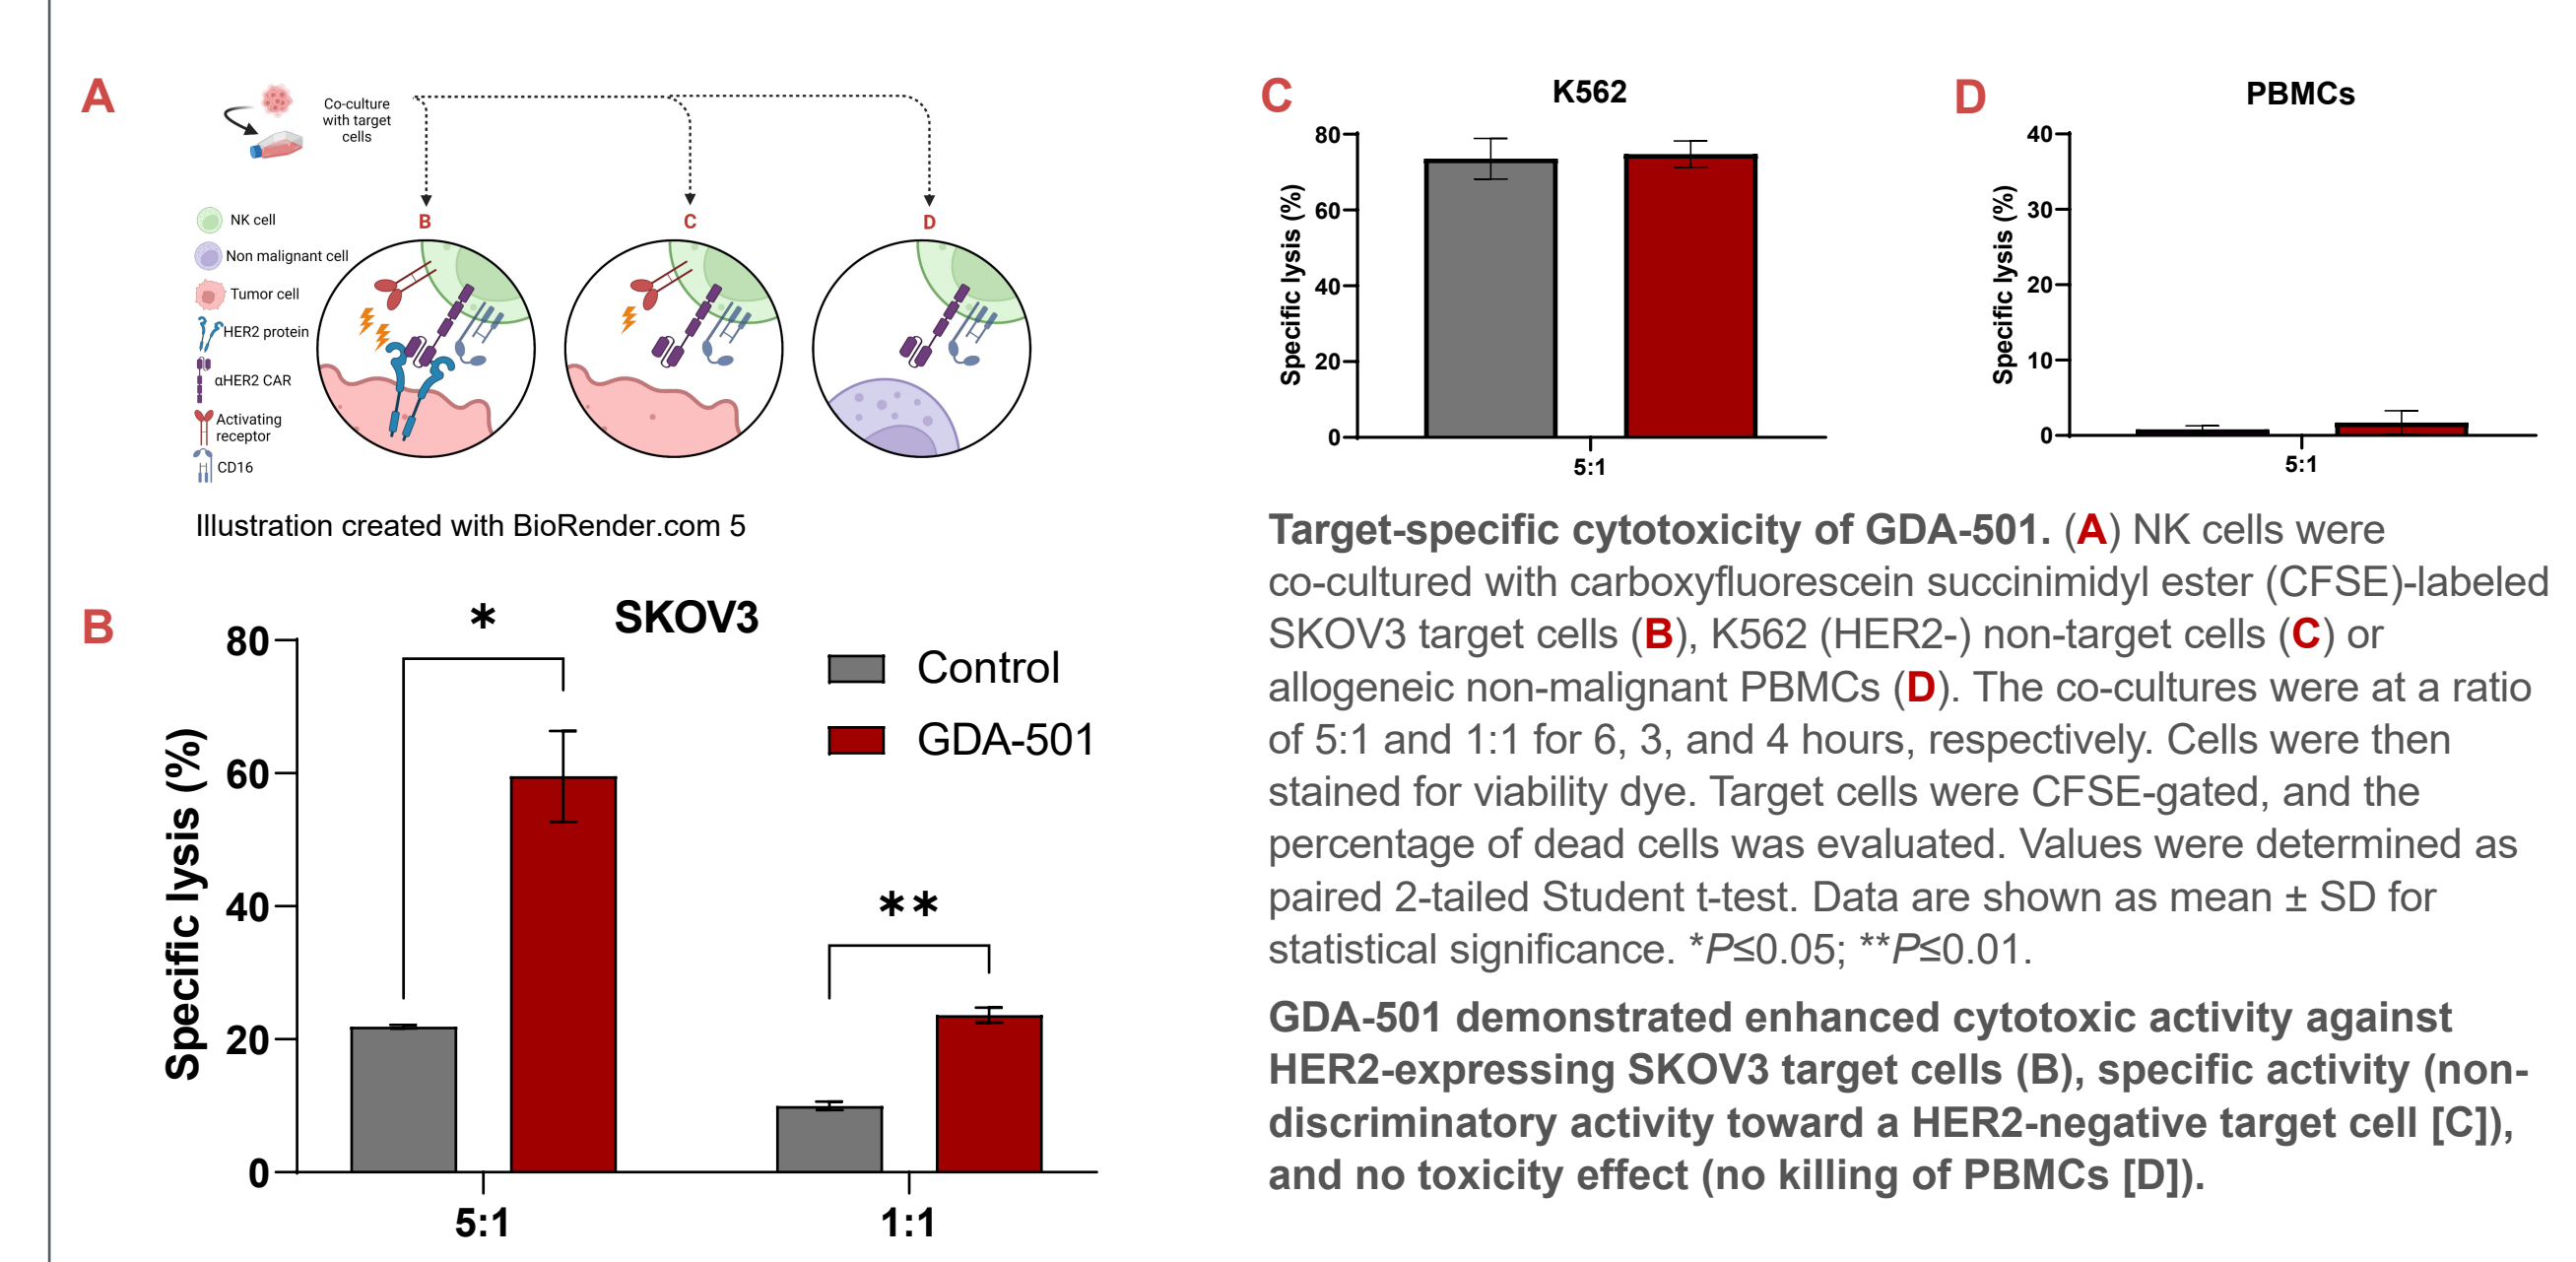 A
Co-culture
with target
cells
B
C
D
NK cell
Non malignant cell
Tumor cell
HER2 protein
αHER2 CAR
Activating
receptor
CD16
Illustration created with BioRender.com 5
B
SKOV3
*
**
Control
GDA-501
Specific lysis (%)
80
60
40
20
0
5:1
1:1
C
K562
Specific lysis (%)
80
60
40
20
0
5:1
D
PBMCs
Specific lysis (%)
40
30
20
10
0
5:1
Target-specific cytotoxicity of GDA-501. (A) NK cells were
co-cultured with carboxyfluorescein succinimidyl ester (CFSE)-labeled
SKOV3 target cells (B), K562 (HER2-) non-target cells (C) or
allogeneic non-malignant PBMCs (D). The co-cultures were at a ratio
of 5:1 and 1:1 for 6, 3, and 4 hours, respectively. Cells were then
stained for viability dye. Target cells were CFSE-gated, and the
percentage of dead cells was evaluated. Values were determined as
paired 2-tailed Student t-test. Data are shown as mean ± SD for
statistical significance. *P≤0.05; **P≤0.01.
GDA-501 demonstrated enhanced cytotoxic activity against
HER2-expressing SKOV3 target cells (B), specific activity (non-
discriminatory activity toward a HER2-negative target cell [C]),
and no toxicity effect (no killing of PBMCs [D]).